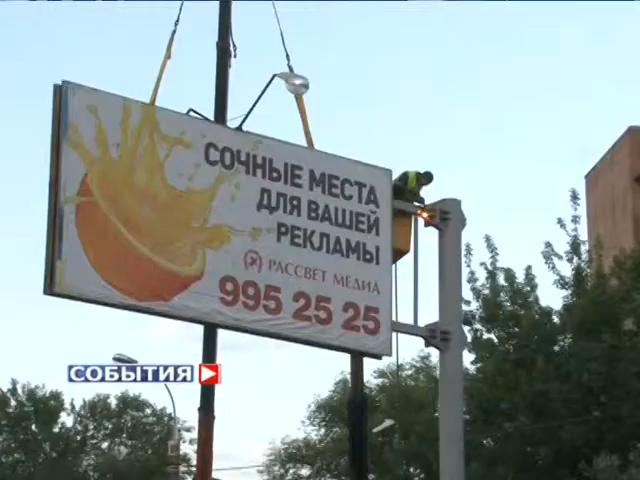 СОЧНЫЕ МЕСТА
ДЛЯ ВАШЕЙ
РЕКЛАМЫ
РАССВЕТ МЕДИА
995 25 25
СОБЫТИЯ